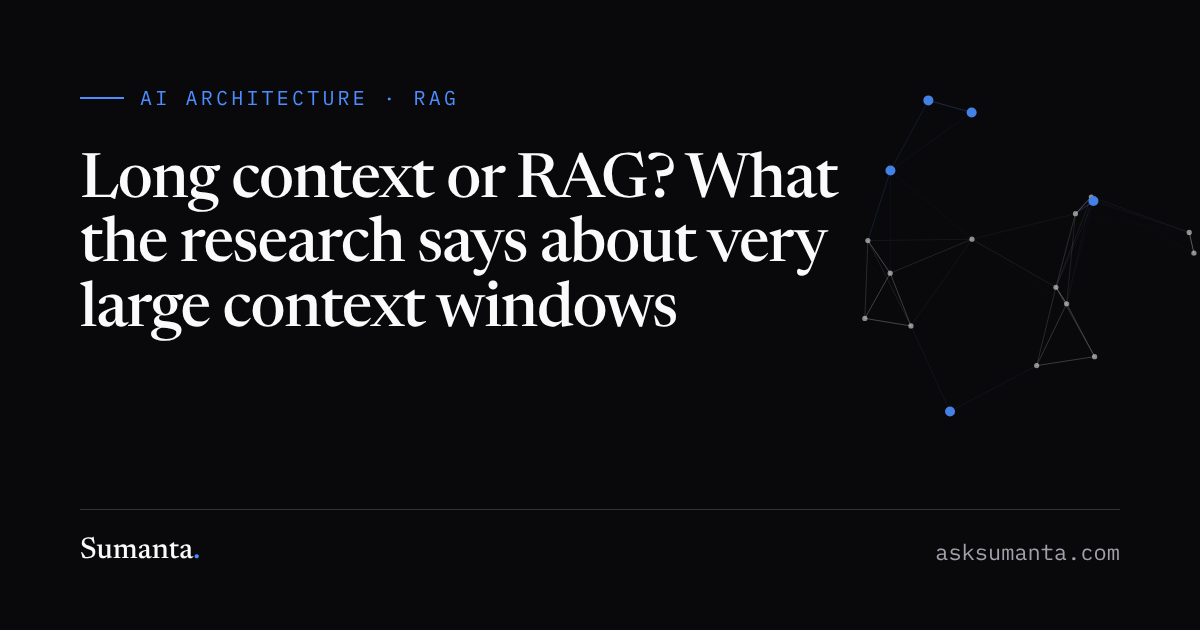 AI ARCHITECTURE · RAG
Long context or RAG? What
the research says about very
large context windows
Sumanta.
asksumanta.com